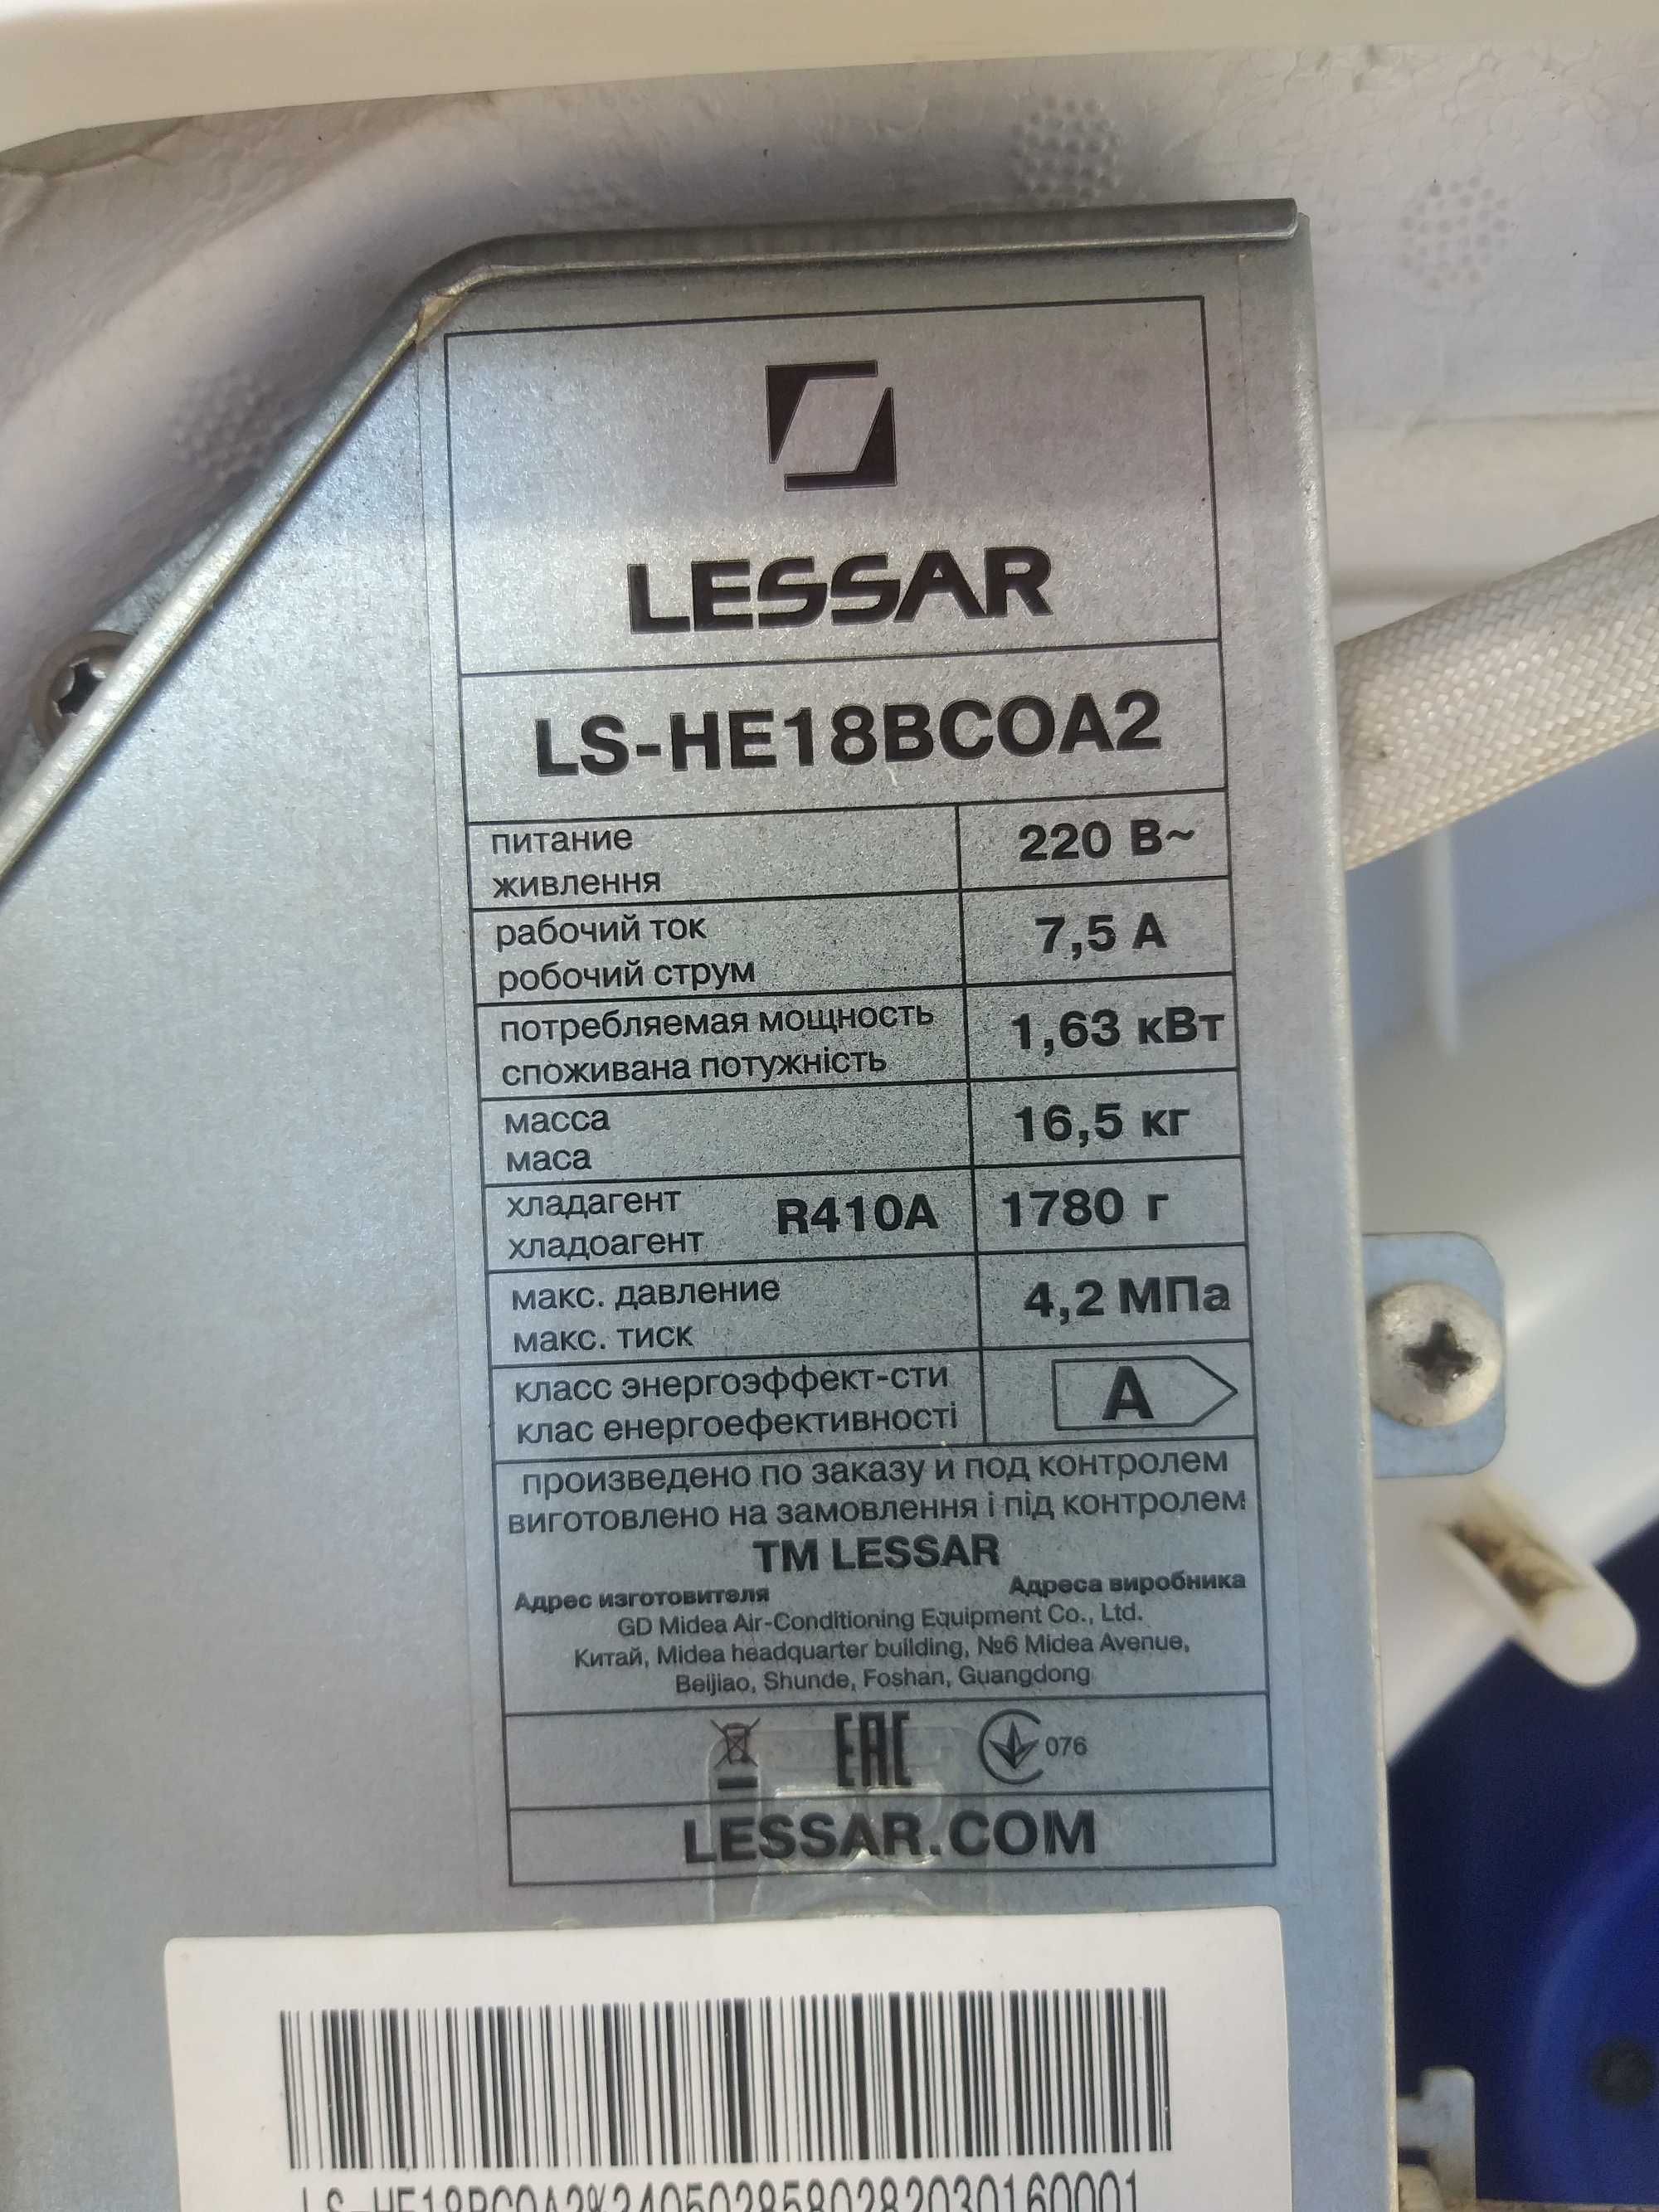 LESSAR
LS-HE18BCOA2
питание
живлення
220 В~
рабочий ток
робочий струм
7,5 А
потребляемая мощность
споживана потужність
1,63 кВт
масса
маса
16,5 кг
хладагент
хладоагент
R410A
1780 г
макс. давление
макс. тиск
4,2 МПа
класс энергоэффект-сти
клас енергоефективності
A
произведено по заказу и под контролем
виготовлено на замовлення і під контролем
TM LESSAR
Адрес изготовителя Адреса виробника
GD Midea Air-Conditioning Equipment Co., Ltd.
Китай, Midea headquarter building, №6 Midea Avenue,
Beijiao, Shunde, Foshan, Guangdong
EAC 076
LESSAR.COM
LS-HE18BCOA2%2405028580282030160001